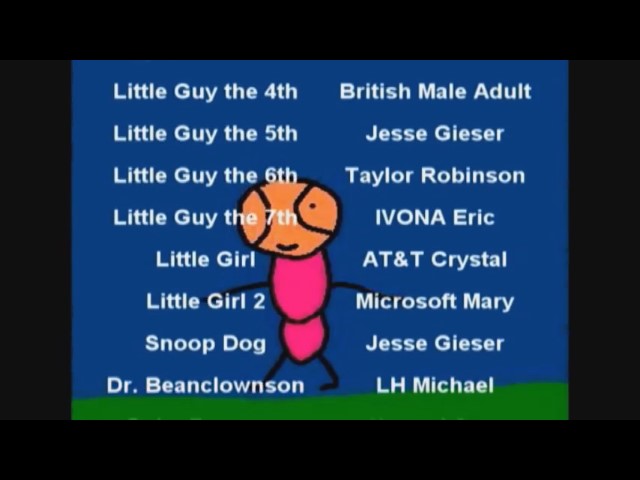 Little Guy the 4th British Male Adult
Little Guy the 5th Jesse Gieser
Little Guy the 6th Taylor Robinson
Little Guy the 7th IVONA Eric
Little Girl AT&T Crystal
Little Girl 2 Microsoft Mary
Snoop Dog Jesse Gieser
Dr. Beanclownson LH Michael